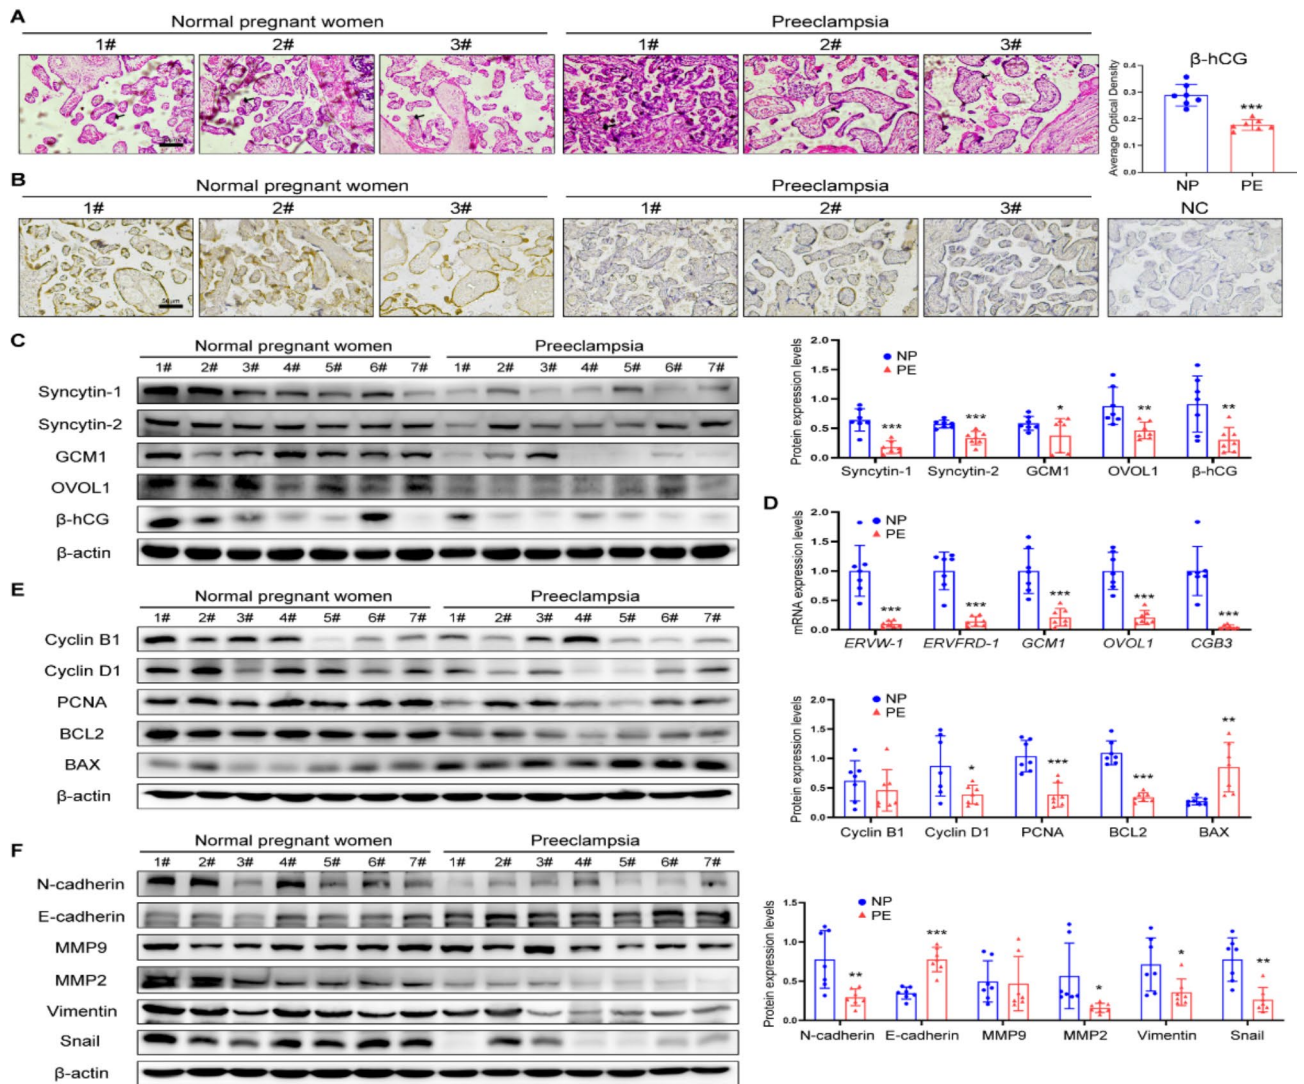 A
Normal pregnant women
Preeclampsia
1#
2#
3#
1#
2#
3#
β-hCG
Average Optical Density
0.4
0.3
0.2
0.1
0.0
***
NP
PE
B
Normal pregnant women
Preeclampsia
1#
2#
3#
1#
2#
3#
NC
C
Normal pregnant women
Preeclampsia
1# 2# 3# 4# 5# 6# 7# 1# 2# 3# 4# 5# 6# 7#
Syncytin-1
Syncytin-2
GCM1
OVOL1
β-hCG
β-actin
Protein expression levels
2.0
1.5
1.0
0.5
0.0
NP
PE
*** *** * ** **
Syncytin-1 Syncytin-2 GCM1 OVOL1 β-hCG
D
mRNA expression levels
2.0
1.5
1.0
0.5
0.0
NP
PE
*** *** *** *** ***
ERVW-1 ERVFRD-1 GCM1 OVOL1 CGB3
E
Normal pregnant women
Preeclampsia
1# 2# 3# 4# 5# 6# 7# 1# 2# 3# 4# 5# 6# 7#
Cyclin B1
Cyclin D1
PCNA
BCL2
BAX
β-actin
Protein expression levels
2.0
1.5
1.0
0.5
0.0
NP
PE
* *** *** **
Cyclin B1 Cyclin D1 PCNA BCL2 BAX
F
Normal pregnant women
Preeclampsia
1# 2# 3# 4# 5# 6# 7# 1# 2# 3# 4# 5# 6# 7#
N-cadherin
E-cadherin
MMP9
MMP2
Vimentin
Snail
β-actin
Protein expression levels
1.5
1.0
0.5
0.0
NP
PE
** *** * * **
N-cadherin E-cadherin MMP9 MMP2 Vimentin Snail